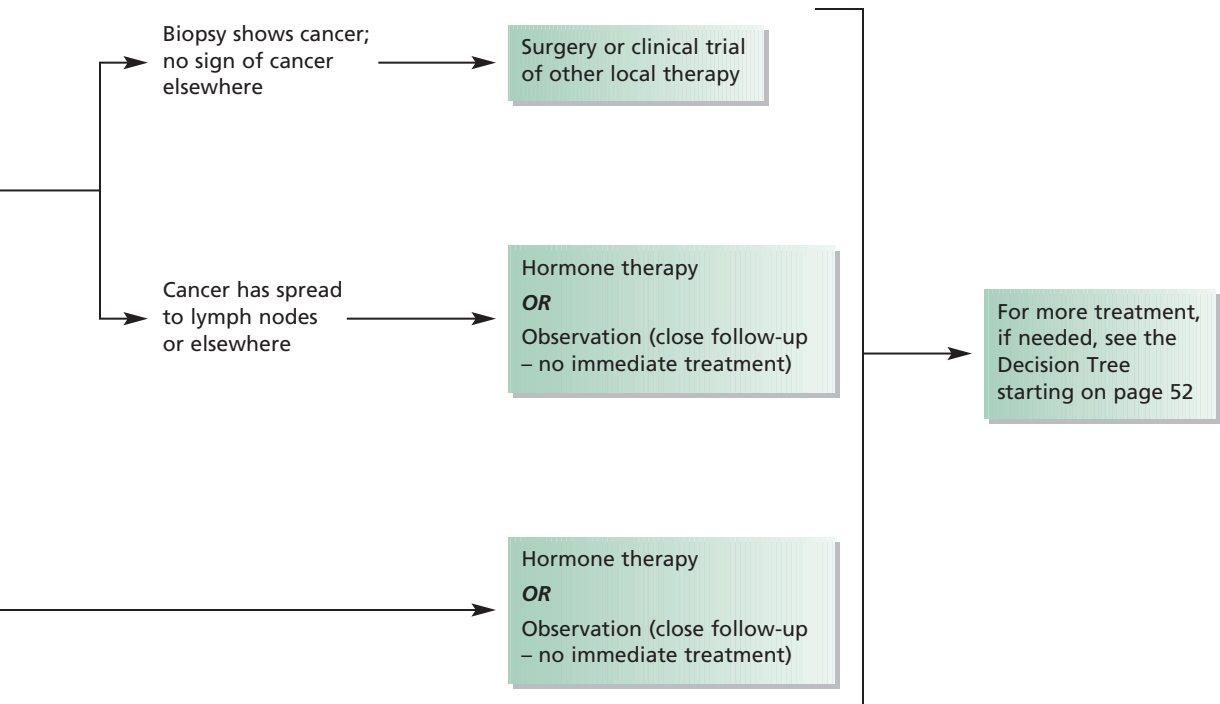 Biopsy shows cancer;
no sign of cancer
elsewhere
Surgery or clinical trial
of other local therapy
Cancer has spread
to lymph nodes
or elsewhere
Hormone therapy
OR
Observation (close follow-up
– no immediate treatment)
For more treatment,
if needed, see the
Decision Tree
starting on page 52
Hormone therapy
OR
Observation (close follow-up
– no immediate treatment)